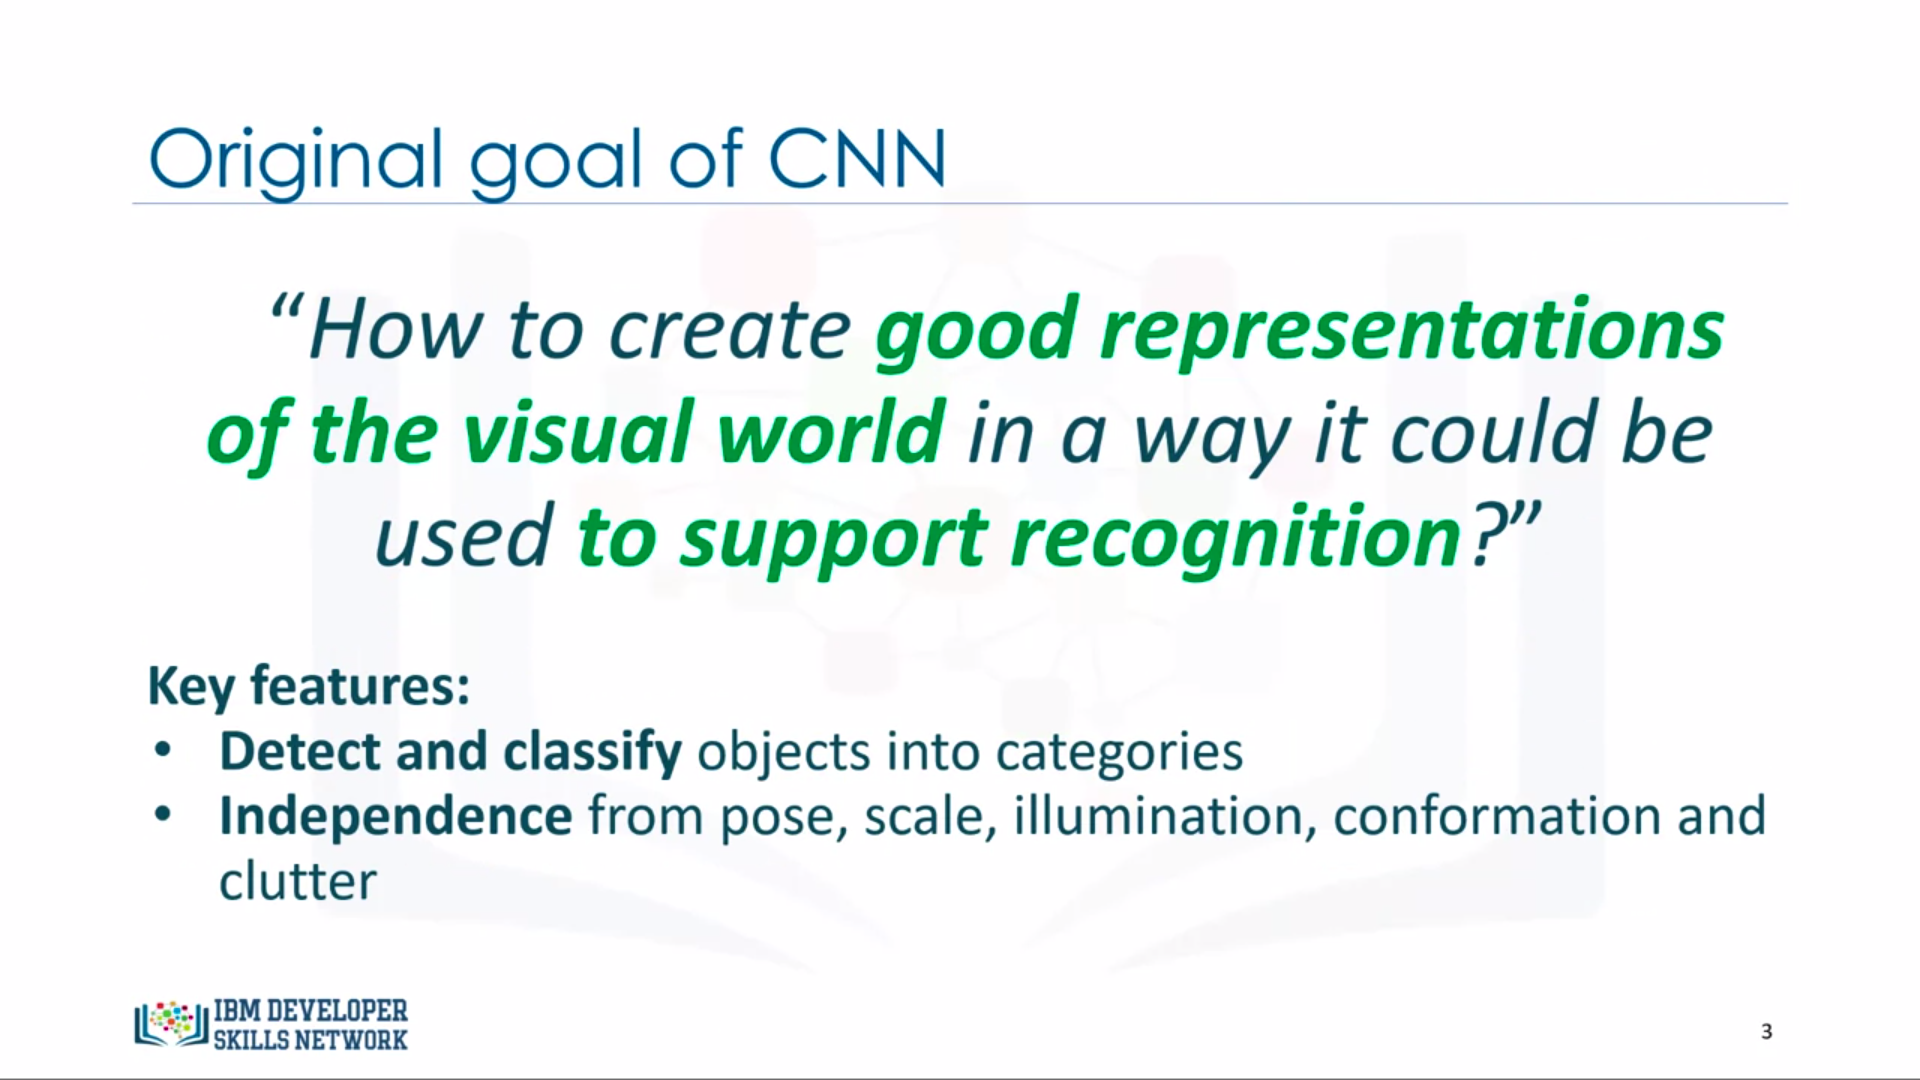 Original goal of CNN
“How to create good representations
of the visual world in a way it could be
used to support recognition?”
Key features:
• Detect and classify objects into categories
• Independence from pose, scale, illumination, conformation and
clutter
IBM DEVELOPER
SKILLS NETWORK
3